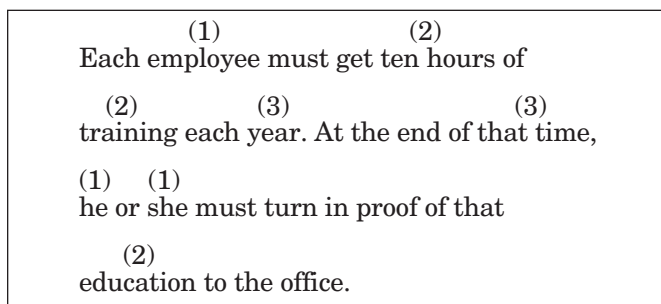 (1) (2)
Each employee must get ten hours of
(2) (3) (3)
training each year. At the end of that time,
(1) (1)
he or she must turn in proof of that
(2)
education to the office.